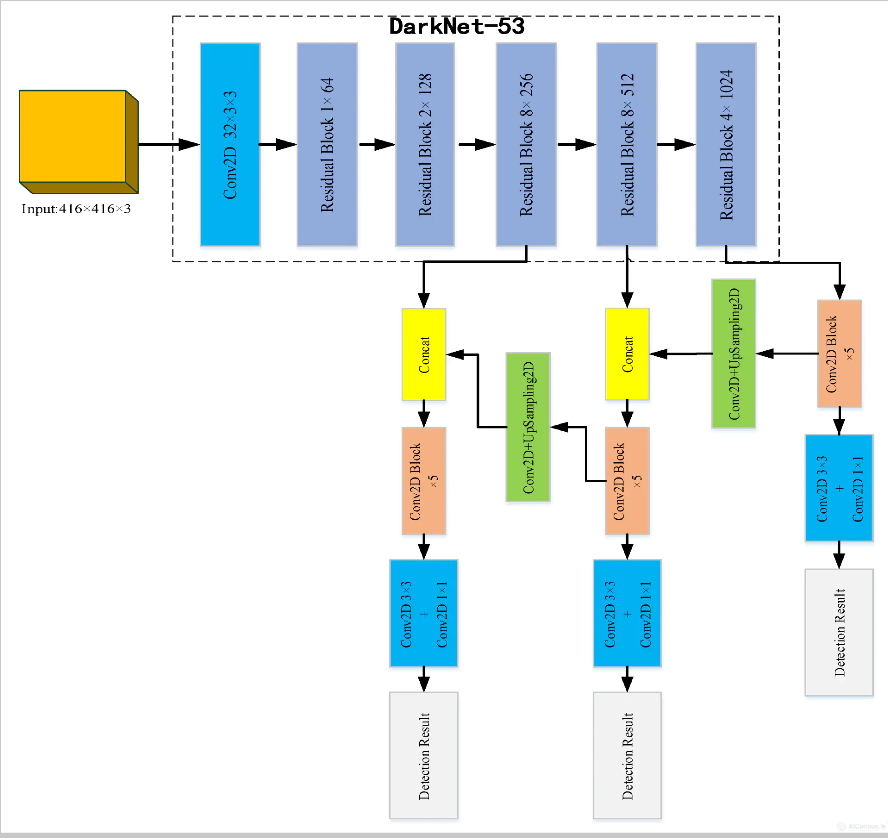 DarkNet-53
Conv2D 32×3×3
Residual Block 1× 64
Residual Block 2× 128
Residual Block 8× 256
Residual Block 8× 512
Residual Block 4× 1024
Input:416×416×3
Concat
Conv2D+UpSampling2D
Concat
Conv2D+UpSampling2D
Conv2D Block
×5
Conv2D Block
×5
Conv2D Block
×5
Conv2D 3×3
+
Conv2D 1×1
Conv2D 3×3
+
Conv2D 1×1
Conv2D 3×3
+
Conv2D 1×1
Detection Result
Detection Result
Detection Result